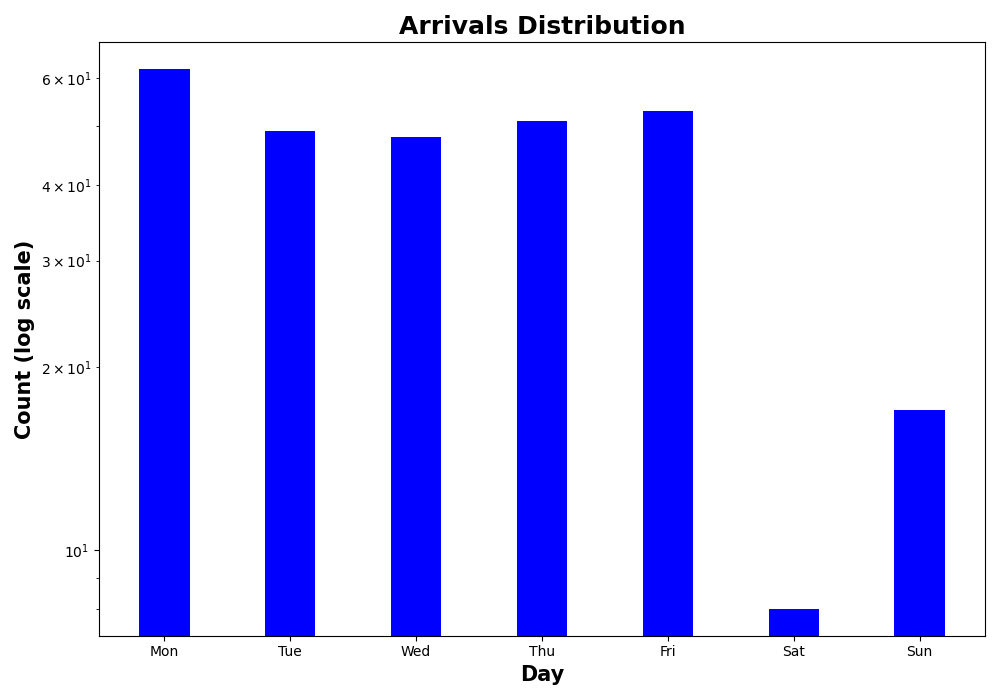 Arrivals Distribution
Count (log scale)
6 × 10¹
4 × 10¹
3 × 10¹
2 × 10¹
10¹
Mon Tue Wed Thu Fri Sat Sun
Day